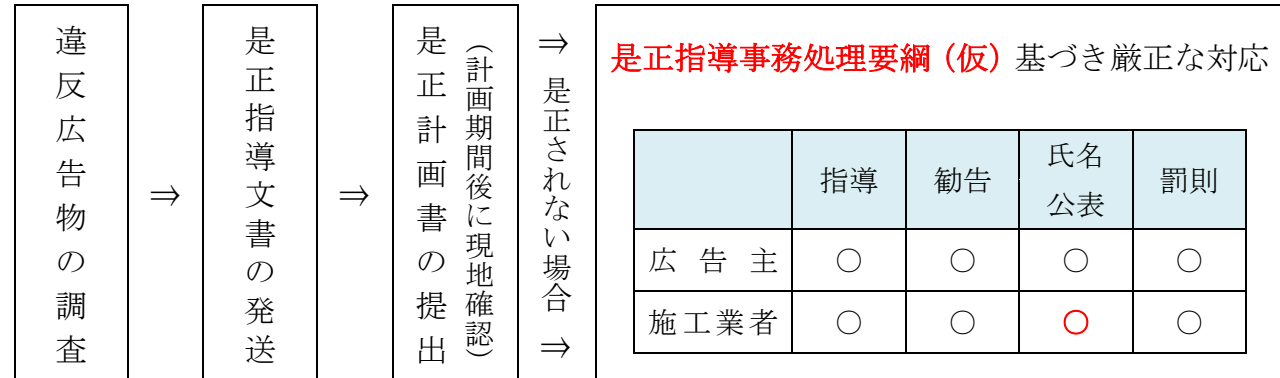 違反広告物の調査
⇒
是正指導文書の発送
⇒
是正計画書の提出
（計画期間後に現地確認）
⇒ 是正されない場合 ⇒
是正指導事務処理要綱（仮）基づき厳正な対応
指導 勧告 氏名公表 罰則
広告主 〇 〇 〇 〇
施工業者 〇 〇 〇 〇